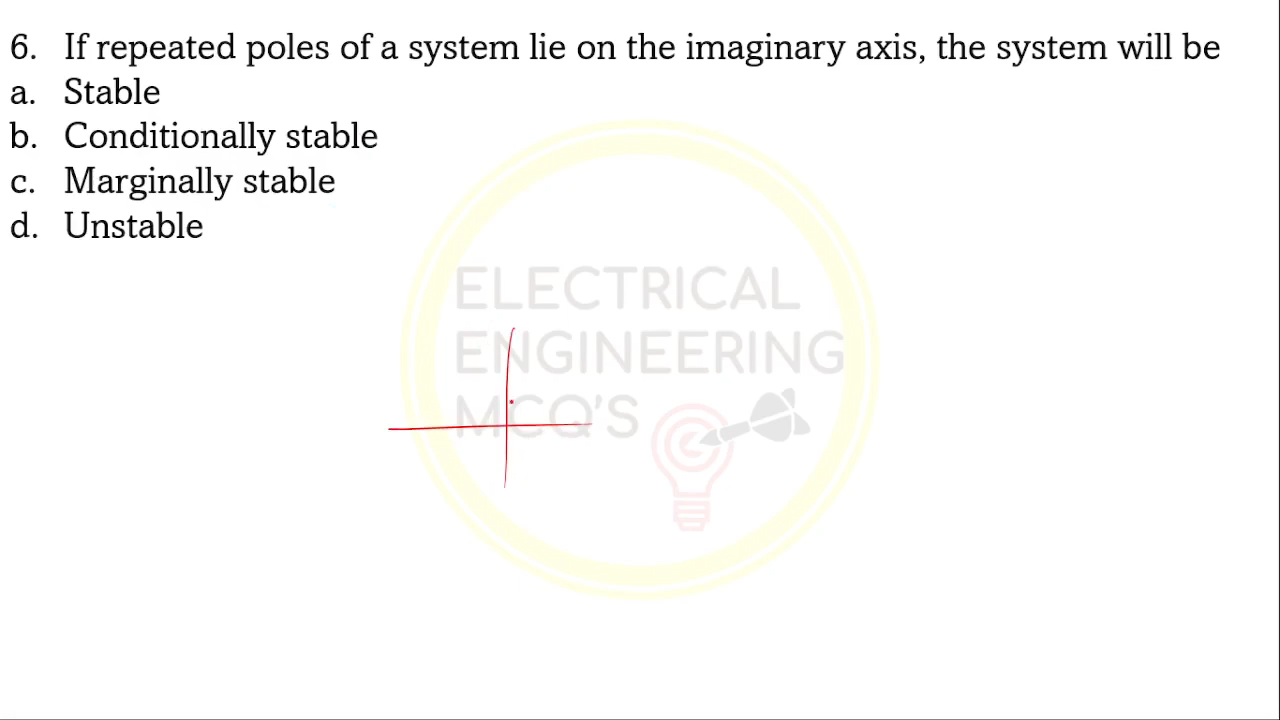 6. If repeated poles of a system lie on the imaginary axis, the system will be
a. Stable
b. Conditionally stable
c. Marginally stable
d. Unstable
ELECTRICAL
ENGINEERING
MCQ'S